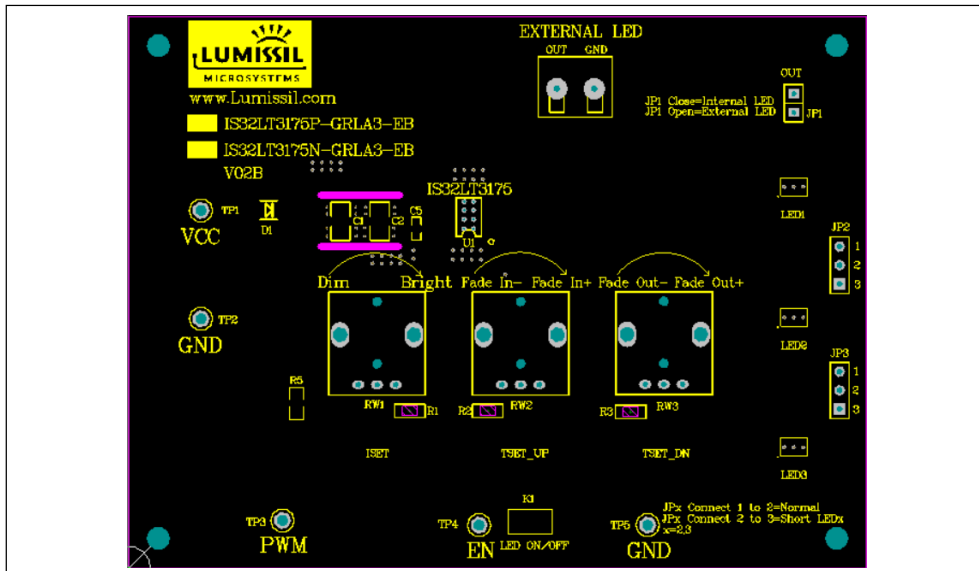 EXTERNAL LED
OUT GND
LUMISSIL
MICROSYSTEMS
www.Lumissil.com
OUT
JP1 Close=Internal LED
JP1 Open=External LED
JP1
IS32LT3175P-GRLA3-EB
IS32LT3175N-GRLA3-EB
V02B
IS32LT3175
TP1
VCC
D1
C1
C2
C5
U1
LED1
JP2
1
2
3
Dim Bright
Fade In- Fade In+
Fade Out- Fade Out+
TP2
GND
LED2
JP3
1
2
3
R5
RW1
R1
R2
RW2
R3
RW3
ISET
TSET_UP
TSET_DN
LED3
K1
TP3
PWM
TP4
EN
LED ON/OFF
TP5
GND
JPx Connect 1 to 2=Normal
JPx Connect 2 to 3=Short LEDx
x=2,3